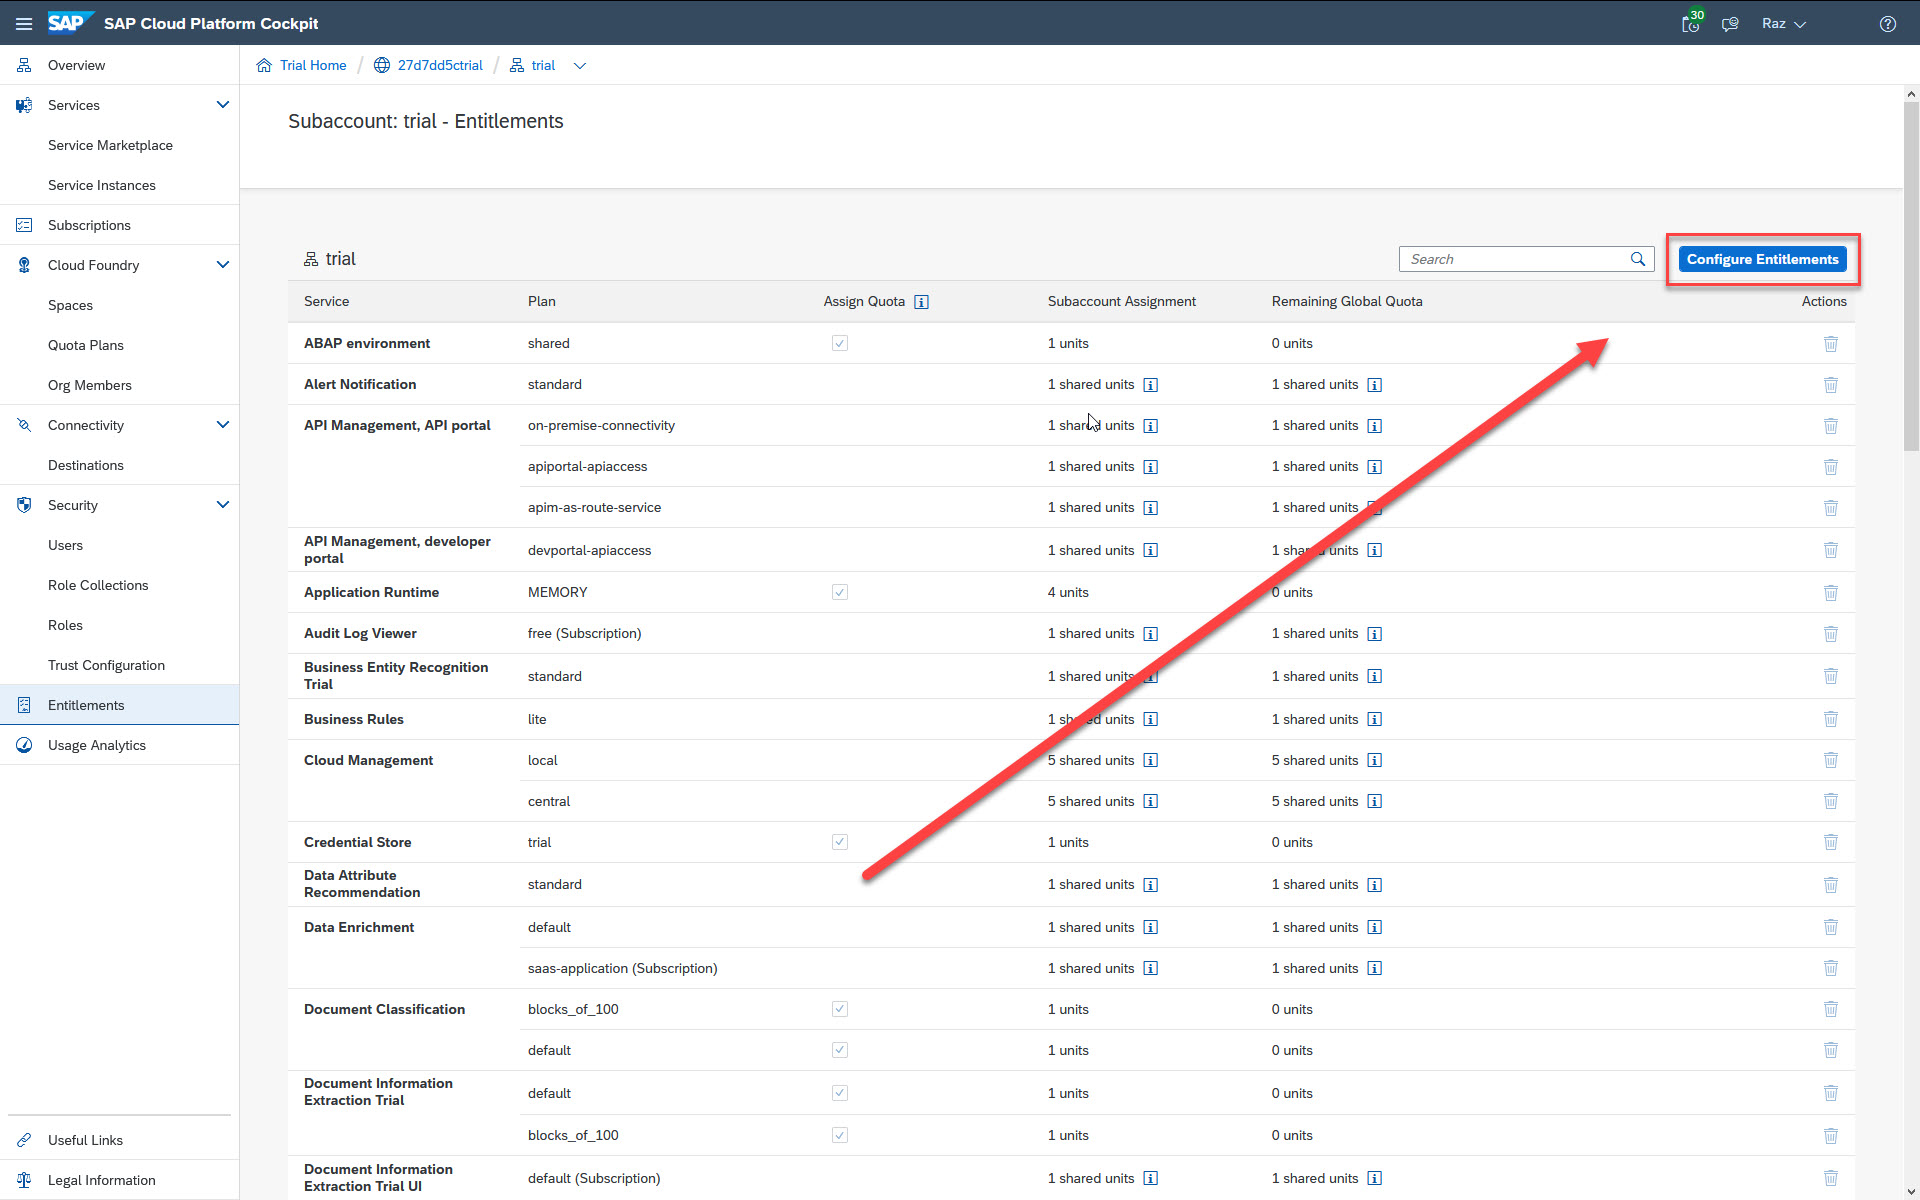 SAP SAP Cloud Platform Cockpit
30
Raz
Overview
Services
Service Marketplace
Service Instances
Subscriptions
Cloud Foundry
Spaces
Quota Plans
Org Members
Connectivity
Destinations
Security
Users
Role Collections
Roles
Trust Configuration
Entitlements
Usage Analytics
Useful Links
Legal Information
Trial Home / 27d7dd5ctrial / trial
Subaccount: trial - Entitlements
trial
Search
Configure Entitlements
Service Plan Assign Quota Subaccount Assignment Remaining Global Quota Actions
ABAP environment shared 1 units 0 units
Alert Notification standard 1 shared units 1 shared units
API Management, API portal on-premise-connectivity 1 shared units 1 shared units
apiportal-apiaccess 1 shared units 1 shared units
apim-as-route-service 1 shared units 1 shared units
API Management, developer
portal devportal-apiaccess 1 shared units 1 shared units
Application Runtime MEMORY 4 units 0 units
Audit Log Viewer free (Subscription) 1 shared units 1 shared units
Business Entity Recognition
Trial standard 1 shared units 1 shared units
Business Rules lite 1 shared units 1 shared units
Cloud Management local 5 shared units 5 shared units
central 5 shared units 5 shared units
Credential Store trial 1 units 0 units
Data Attribute
Recommendation standard 1 shared units 1 shared units
Data Enrichment default 1 shared units 1 shared units
saas-application (Subscription) 1 shared units 1 shared units
Document Classification blocks_of_100 1 units 0 units
default 1 units 0 units
Document Information
Extraction Trial default 1 units 0 units
blocks_of_100 1 units 0 units
Document Information
Extraction Trial UI default (Subscription) 1 shared units 1 shared units